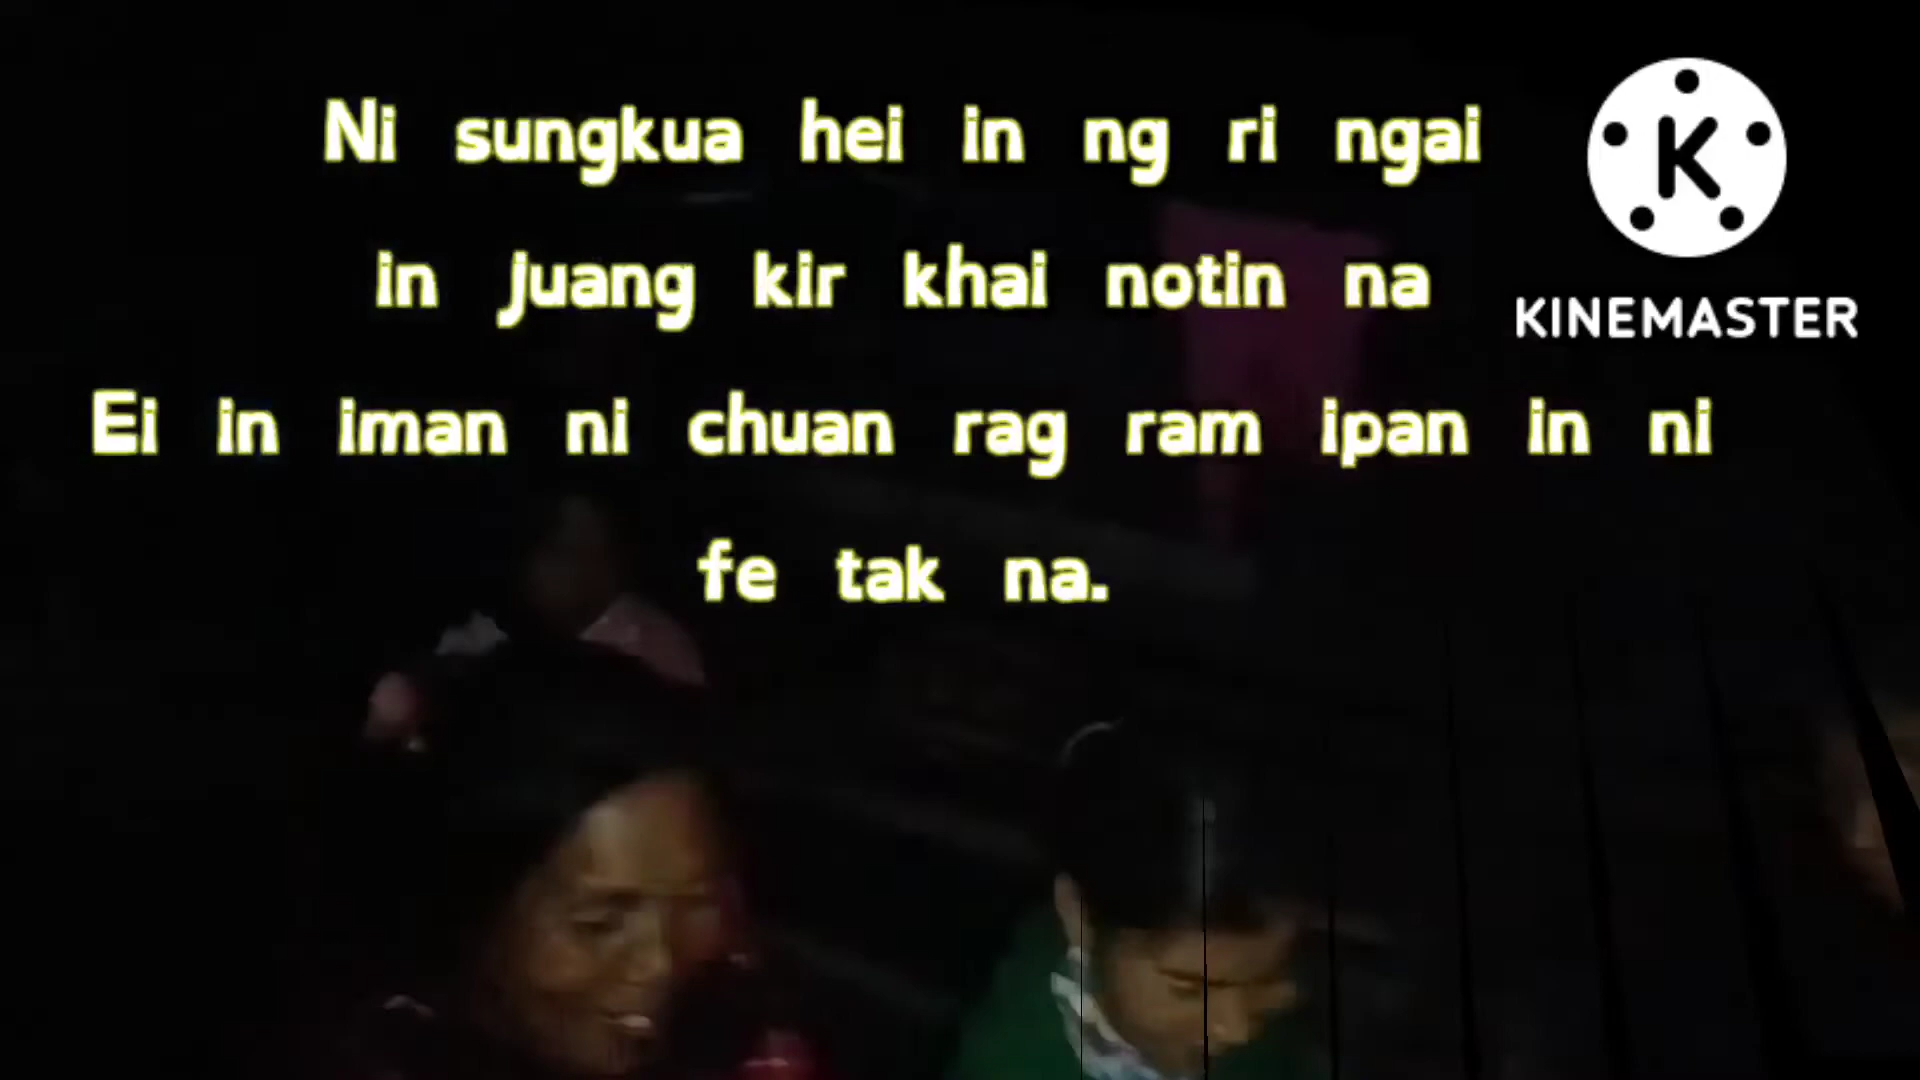 Ni sungkua hei in ng ri ngai
in juang kir khai notin na
Ei in iman ni chuan rag ram ipan in ni
fe tak na.
K
KINEMASTER